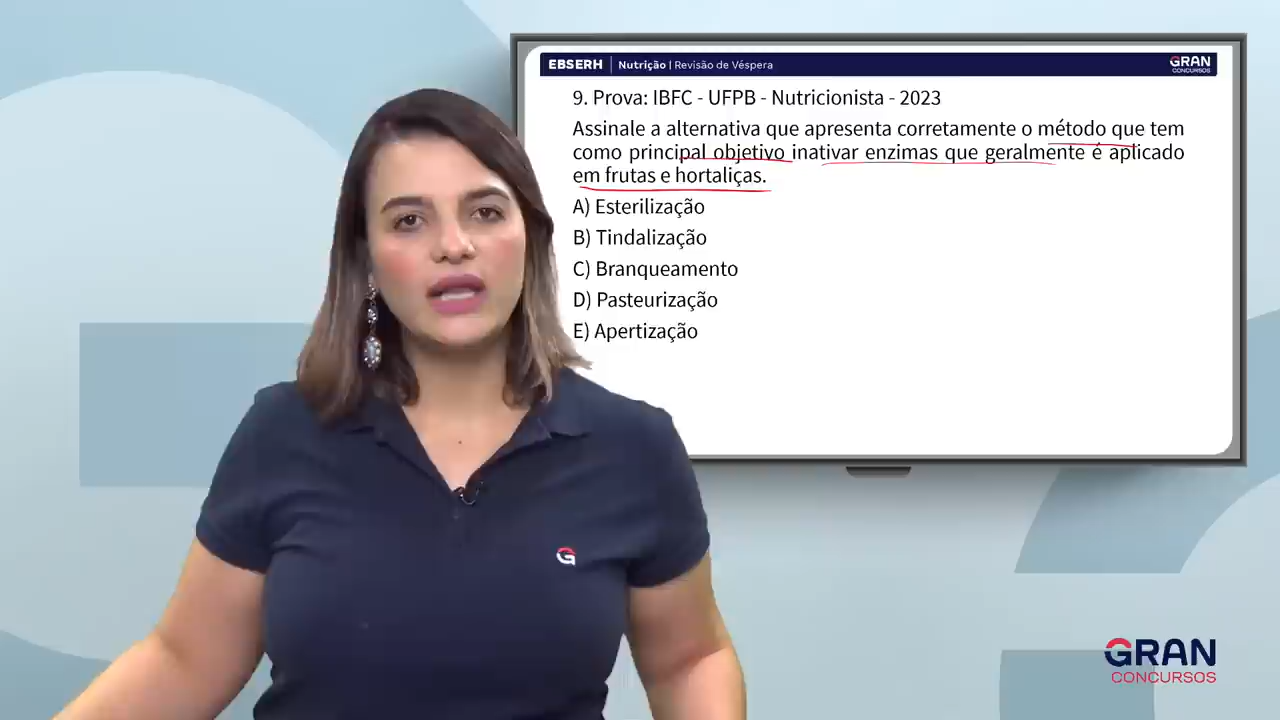 EBSERH | Nutrição | Revisão de Véspera
GRAN
CONCURSOS
9. Prova: IBFC - UFPB - Nutricionista - 2023
Assinale a alternativa que apresenta corretamente o método que tem
como principal objetivo inativar enzimas que geralmente é aplicado
em frutas e hortaliças.
A) Esterilização
B) Tindalização
C) Branqueamento
D) Pasteurização
E) Apertização
GRAN
CONCURSOS